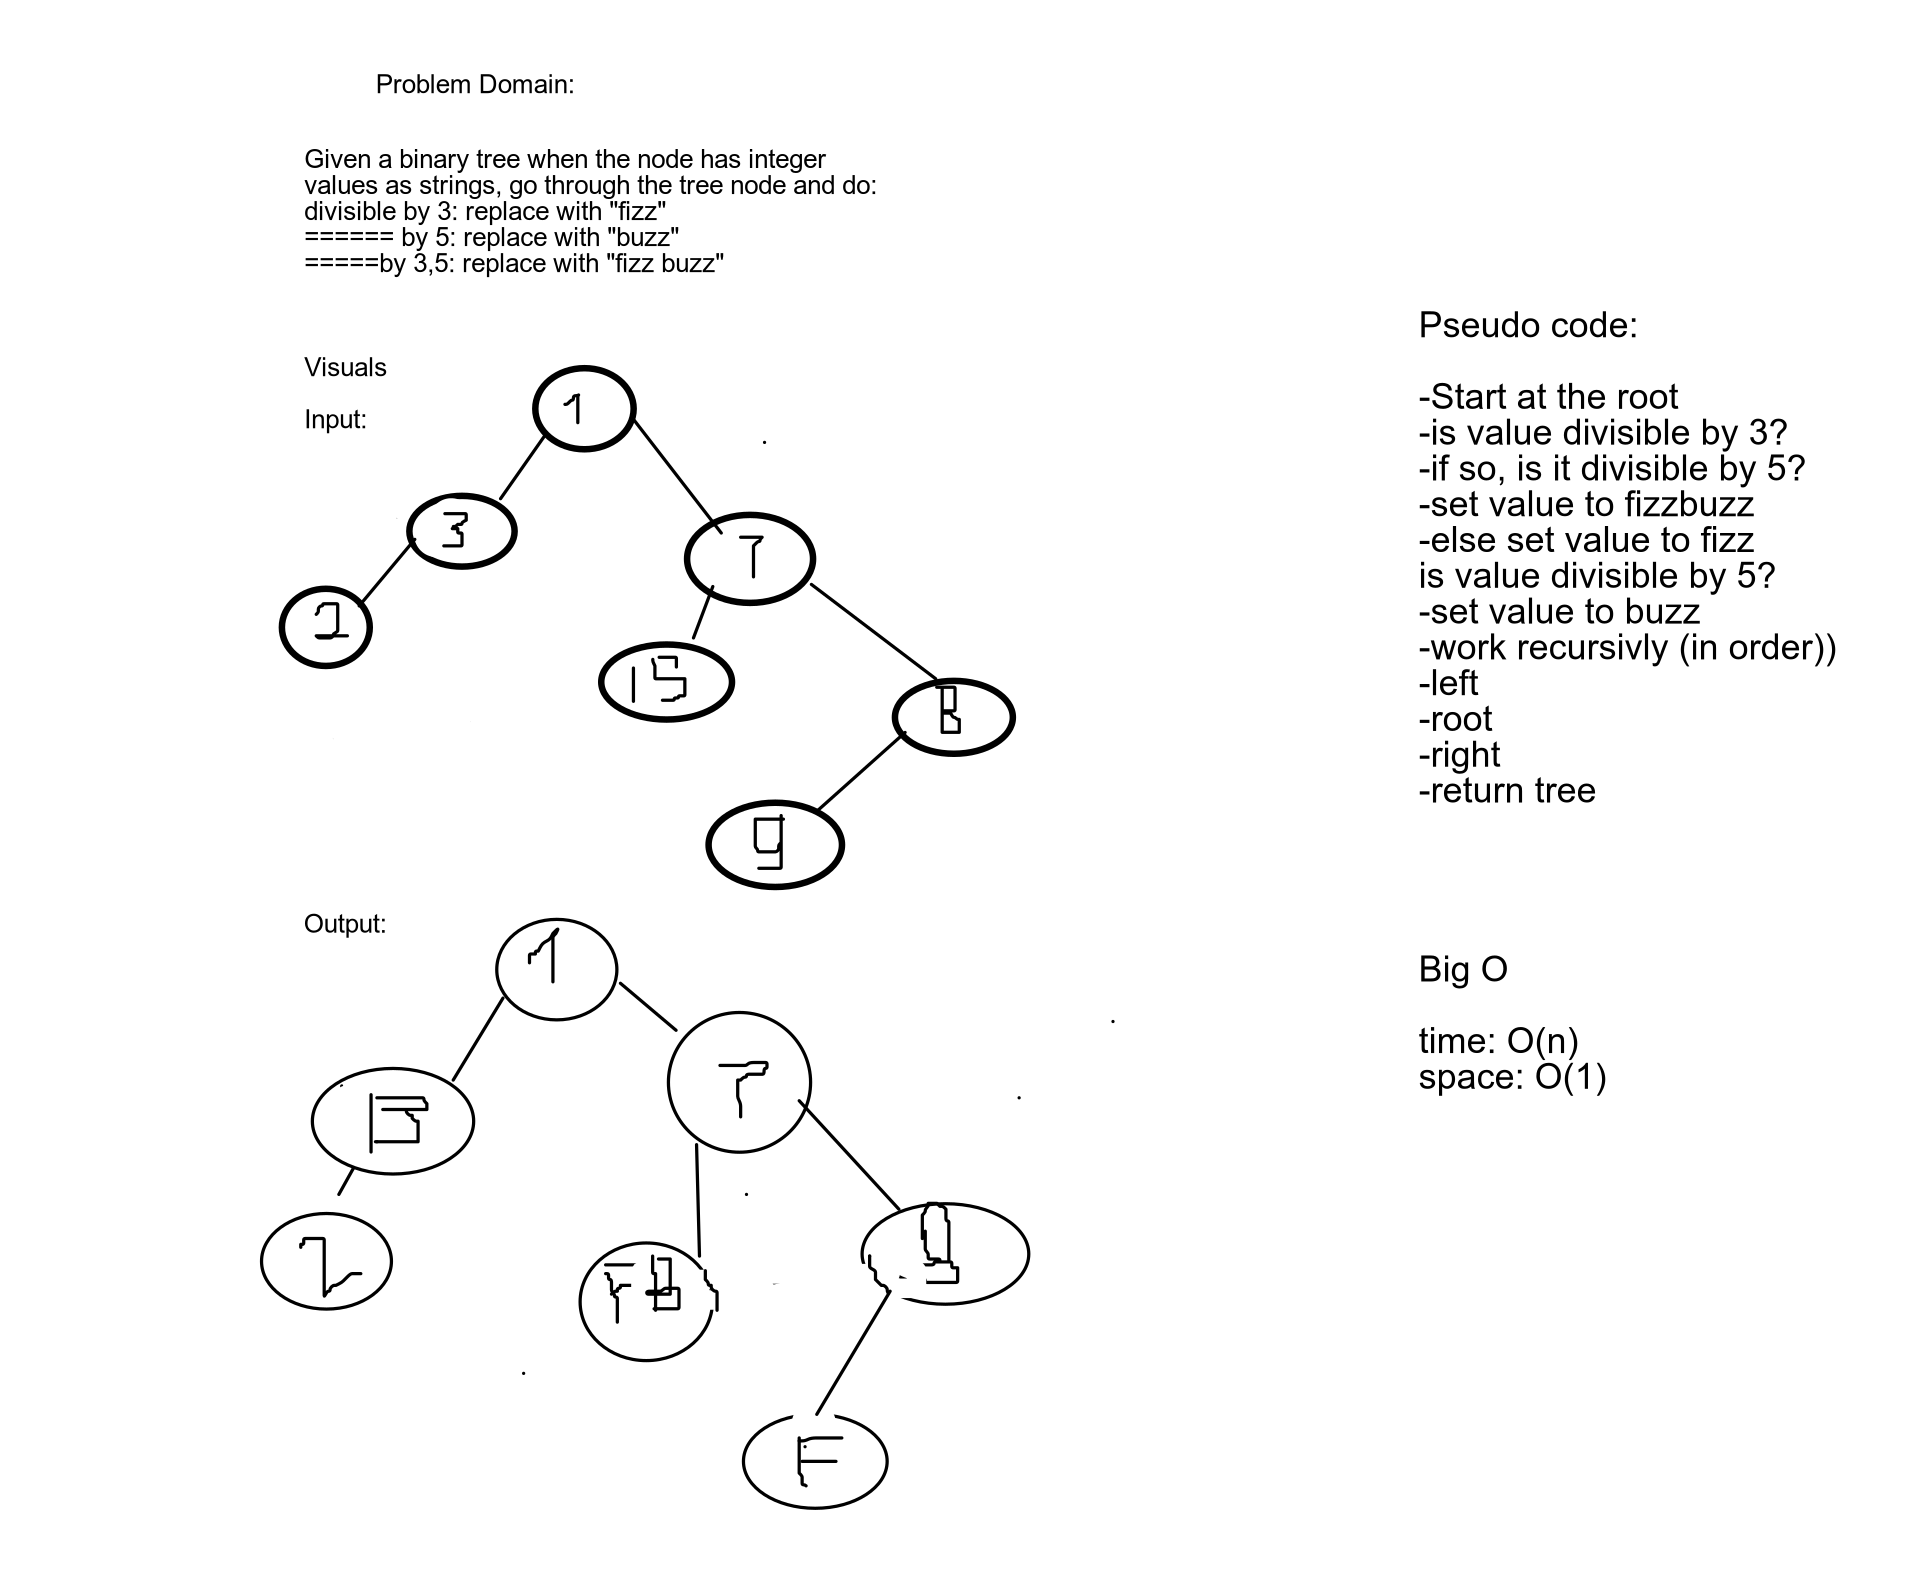 Problem Domain:
Given a binary tree when the node has integer
values as strings, go through the tree node and do:
divisible by 3: replace with "fizz"
====== by 5: replace with "buzz"
=====by 3,5: replace with "fizz buzz"
Visuals
Input:
1
3
7
2
15
8
9
Output:
1
7
2
FB
8
F
Pseudo code:
-Start at the root
-is value divisible by 3?
-if so, is it divisible by 5?
-set value to fizzbuzz
-else set value to fizz
is value divisible by 5?
-set value to buzz
-work recursivly (in order))
-left
-root
-right
-return tree
Big O
time: O(n)
space: O(1)